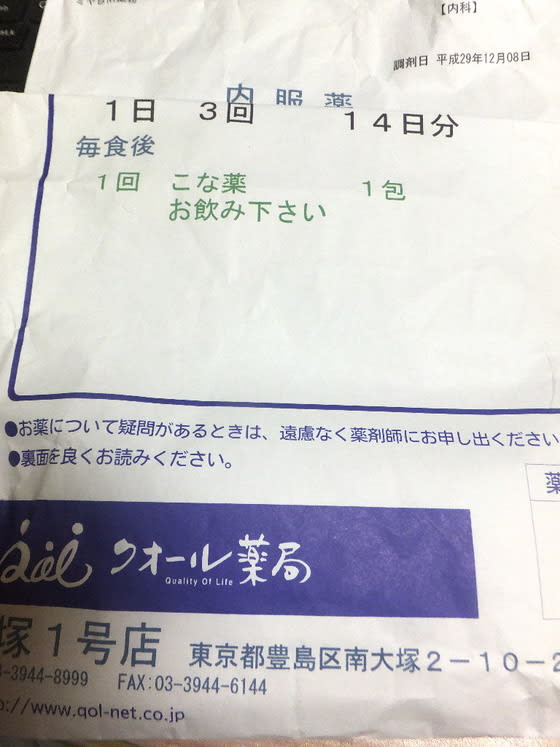 【内科】
調剤日 平成29年12月08日
内 服 薬
1日 3回 14日分
毎食後
1回 こな薬 1包
お飲み下さい
●お薬について疑問があるときは、遠慮なく薬剤師にお申し出ください
●裏面を良くお読みください。
薬
Qol クオール薬局
Quality Of Life
塚1号店 東京都豊島区南大塚2-10-2
3-3944-8999 FAX:03-3944-6144
p://www.qol-net.co.jp